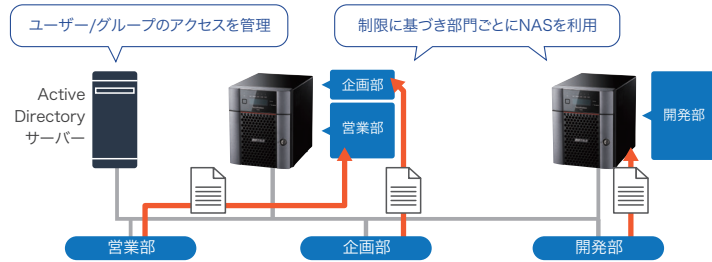 ユーザー/グループのアクセスを管理
制限に基づき部門ごとにNASを利用
Active
Directory
サーバー
企画部
営業部
開発部
BUFFALO
BUFFALO
営業部
企画部
開発部